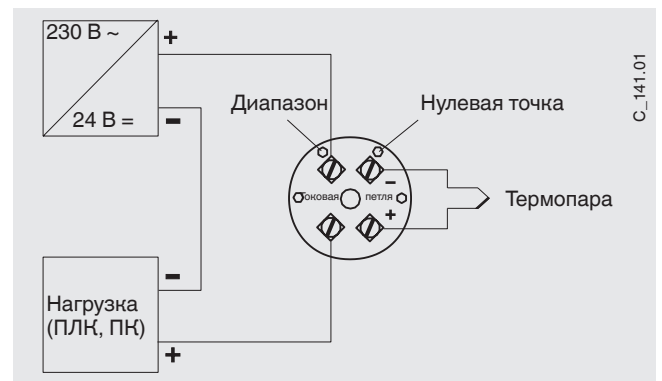 230 В ~
+
24 В =
−
Диапазон
Нулевая точка
C_141.01
−
Токовая петля
+
Термопара
−
Нагрузка
(ПЛК, ПК)
+